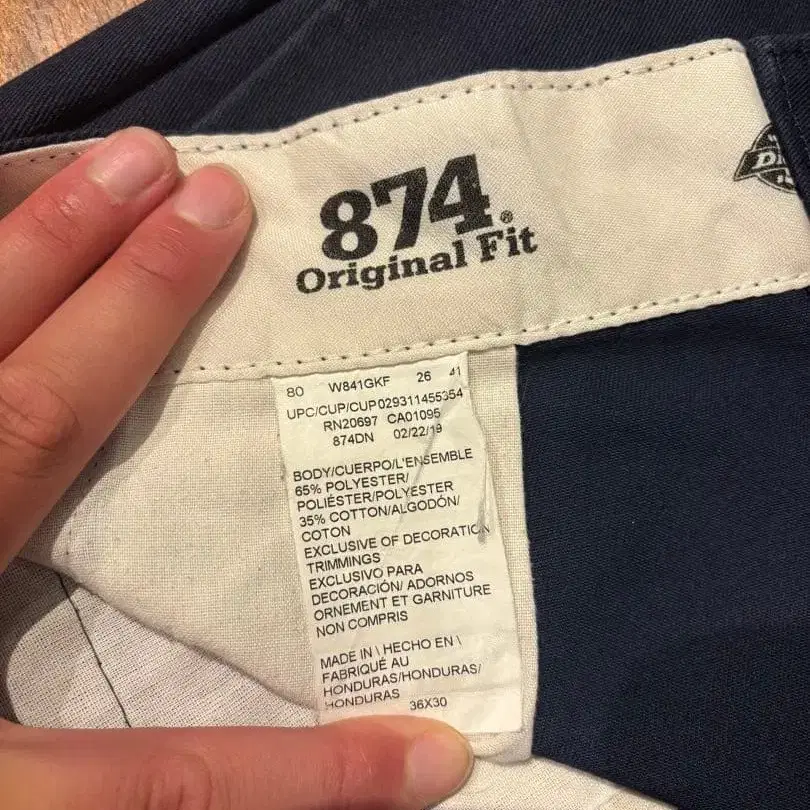 874®
Original Fit
80 W841GKF 26 41
UPC/CUP/CUP029311455354
RN20697 CA01095
874DN 02/22/19
BODY/CUERPO/L'ENSEMBLE
65% POLYESTER/
POLIÉSTER/POLYESTER
35% COTTON/ALGODÓN/
COTON
EXCLUSIVE OF DECORATION
TRIMMINGS
EXCLUSIVO PARA
DECORACIÓN/ ADORNOS
ORNEMENT ET GARNITURE
NON COMPRIS
MADE IN \ HECHO EN \
FABRIQUÉ AU
HONDURAS/HONDURAS/
HONDURAS
36X30